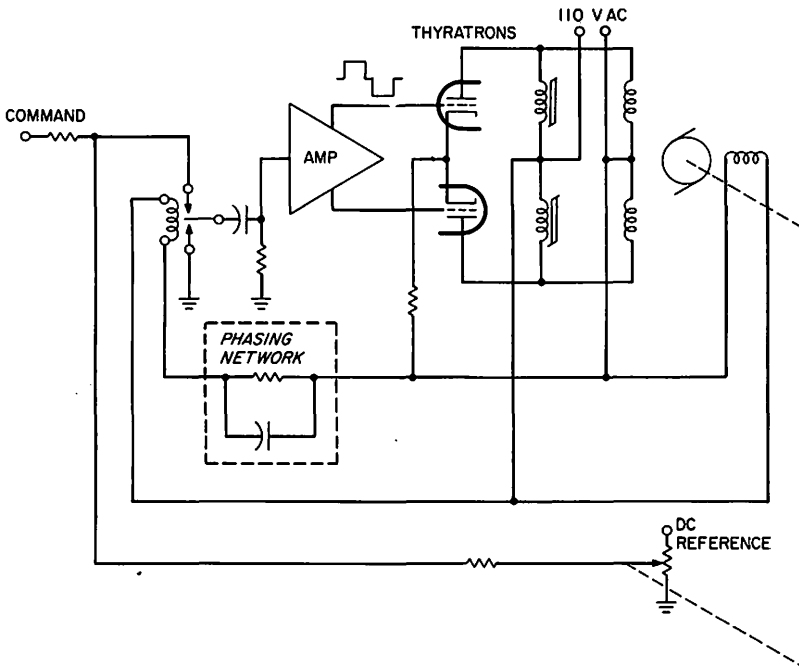 110 V AC
THYRATRONS
COMMAND
AMP
PHASING
NETWORK
DC
REFERENCE